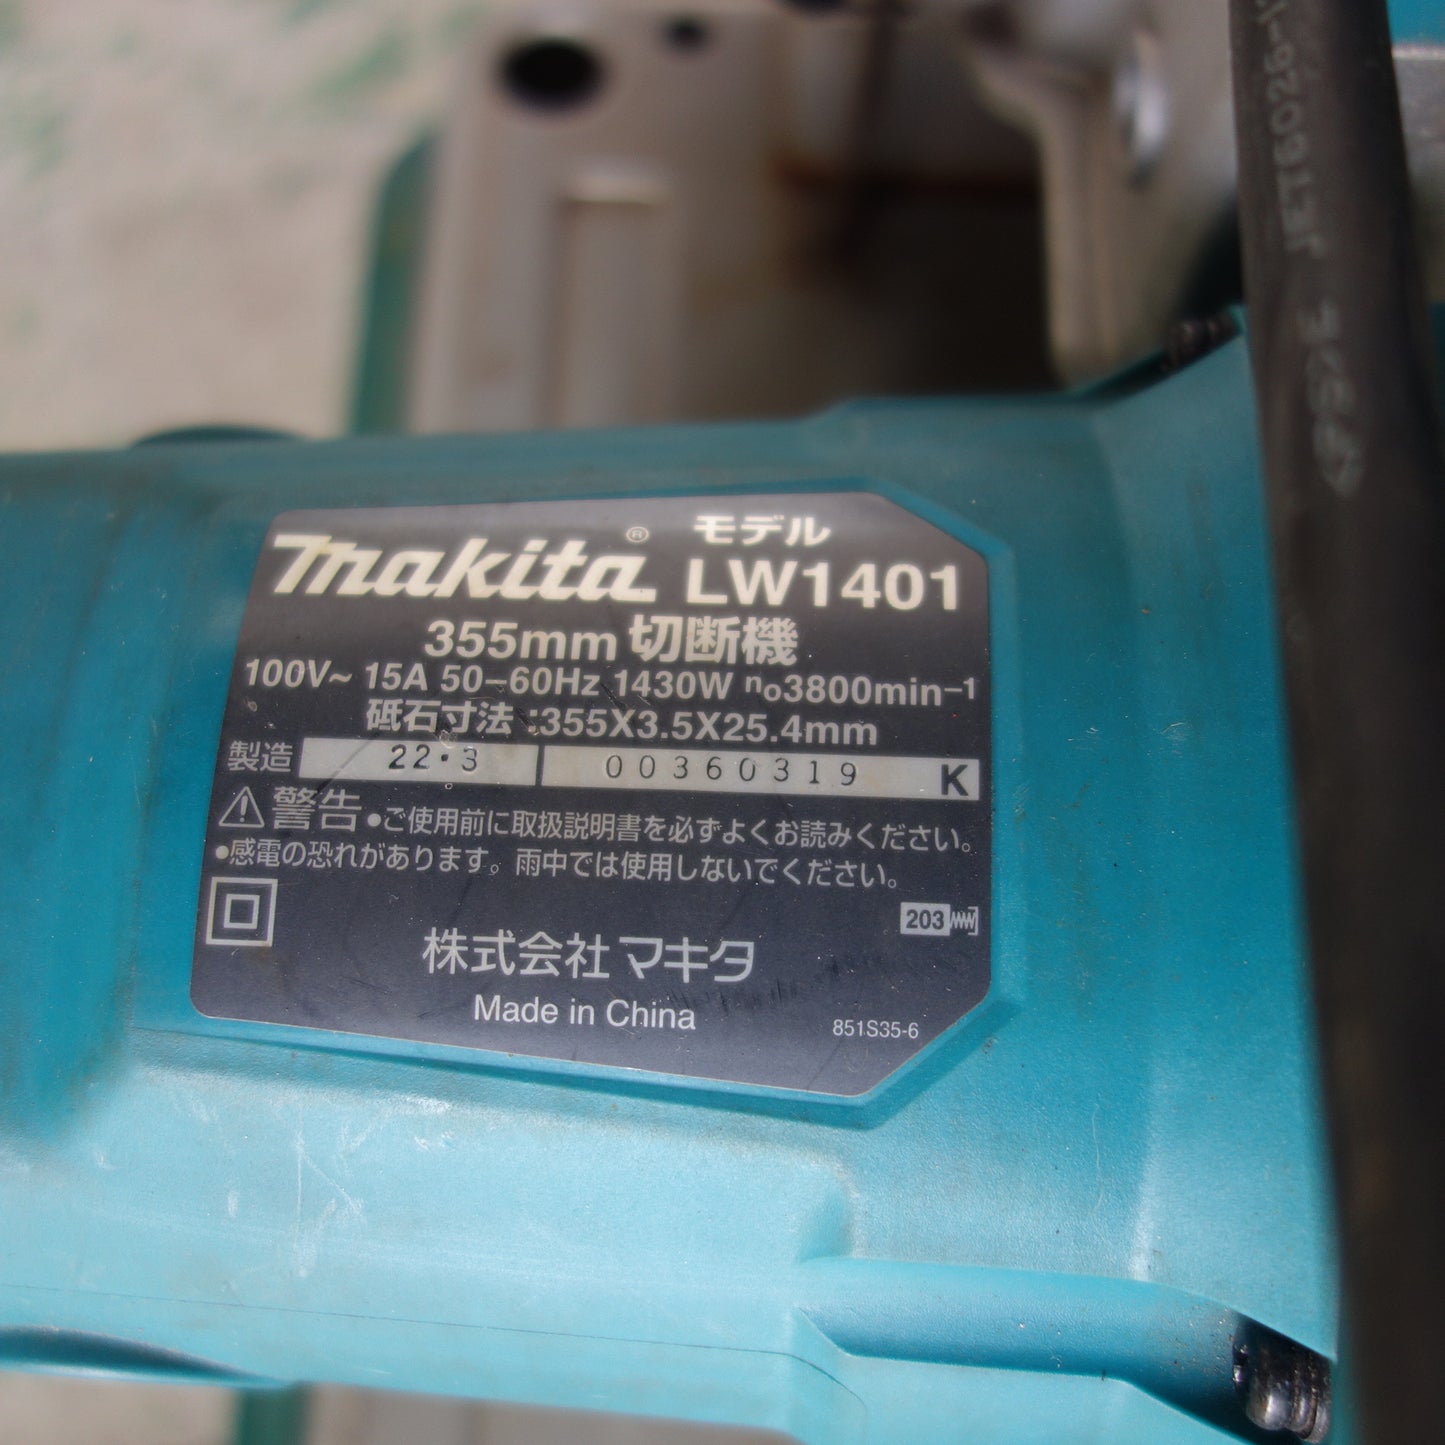 makita® モデル
LW1401
355mm 切断機
100V~ 15A 50-60Hz 1430W no3800min-1
砥石寸法:355X3.5X25.4mm
製造 22・3 00360319 K
警告 ●ご使用前に取扱説明書を必ずよくお読みください。
●感電の恐れがあります。雨中では使用しないでください。
203
株式会社マキタ
Made in China
851S35-6